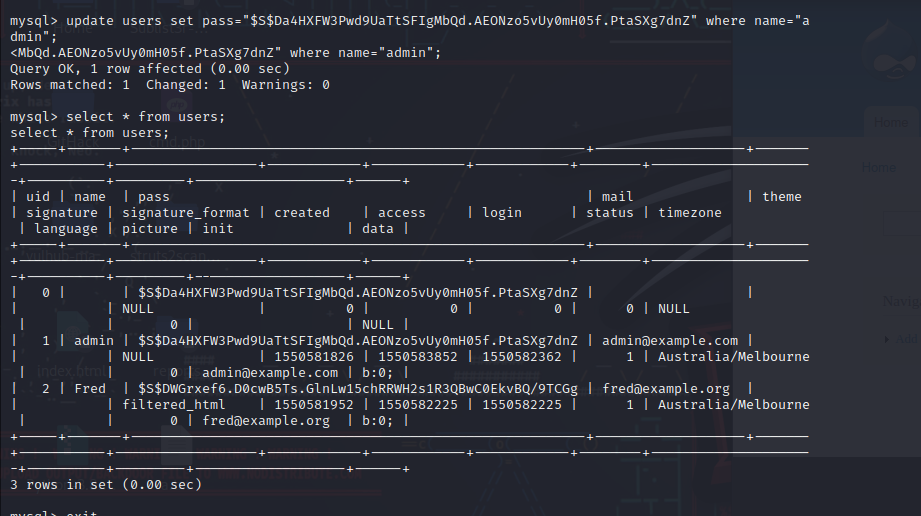 mysql> update users set pass="$S$Da4HXFW3Pwd9UaTtSFIgMbQd.AEONzo5vUy0mH05f.PtaSXg7dnZ" where name="a
dmin";
<MbQd.AEONzo5vUy0mH05f.PtaSXg7dnZ" where name="admin";
Query OK, 1 row affected (0.00 sec)
Rows matched: 1  Changed: 1  Warnings: 0
mysql> select * from users;
select * from users;
| uid | name  | pass | mail | theme
| signature | signature_format | created | access | login | status | timezone
| language | picture | init | data |
| 0 | | $S$Da4HXFW3Pwd9UaTtSFIgMbQd.AEONzo5vUy0mH05f.PtaSXg7dnZ | |
| | NULL | 0 | 0 | 0 | 0 | NULL
| | 0 | | NULL |
| 1 | admin | $S$Da4HXFW3Pwd9UaTtSFIgMbQd.AEONzo5vUy0mH05f.PtaSXg7dnZ | admin@example.com |
| | NULL | 1550581826 | 1550583852 | 1550582362 | 1 | Australia/Melbourne
| | 0 | admin@example.com | b:0; |
| 2 | Fred | $S$DWGrxef6.D0cwB5Ts.GlnLw15chRRWH2s1R3QBwC0EkvBQ/9TCGg | fred@example.org |
| | filtered_html | 1550581952 | 1550582225 | 1550582225 | 1 | Australia/Melbourne
| | 0 | fred@example.org | b:0; |
3 rows in set (0.00 sec)
mysql> exit
Home
Home